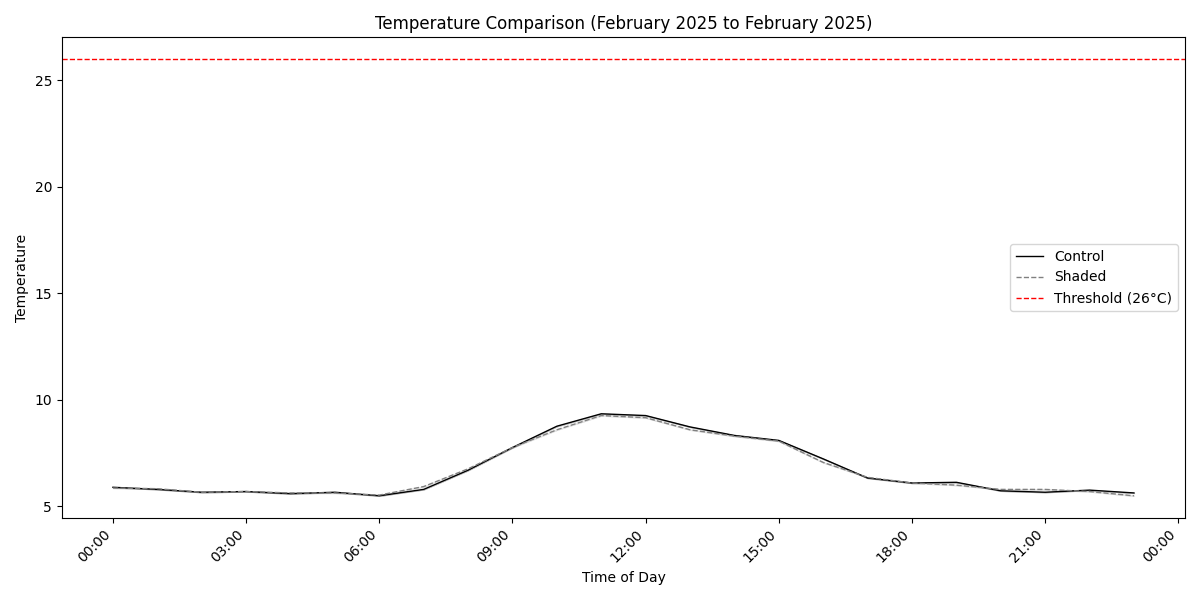 Temperature Comparison (February 2025 to February 2025)
Temperature
25
20
15
10
5
Control
Shaded
Threshold (26°C)
00:00
03:00
06:00
09:00
12:00
15:00
18:00
21:00
00:00
Time of Day